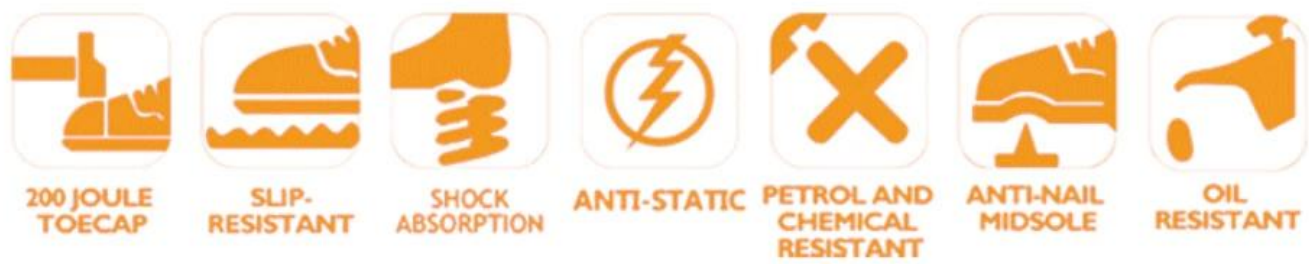 200 JOULE
TOECAP
SLIP-
RESISTANT
SHOCK
ABSORPTION
ANTI-STATIC
PETROL AND
CHEMICAL
RESISTANT
ANTI-NAIL
MIDSOLE
OIL
RESISTANT